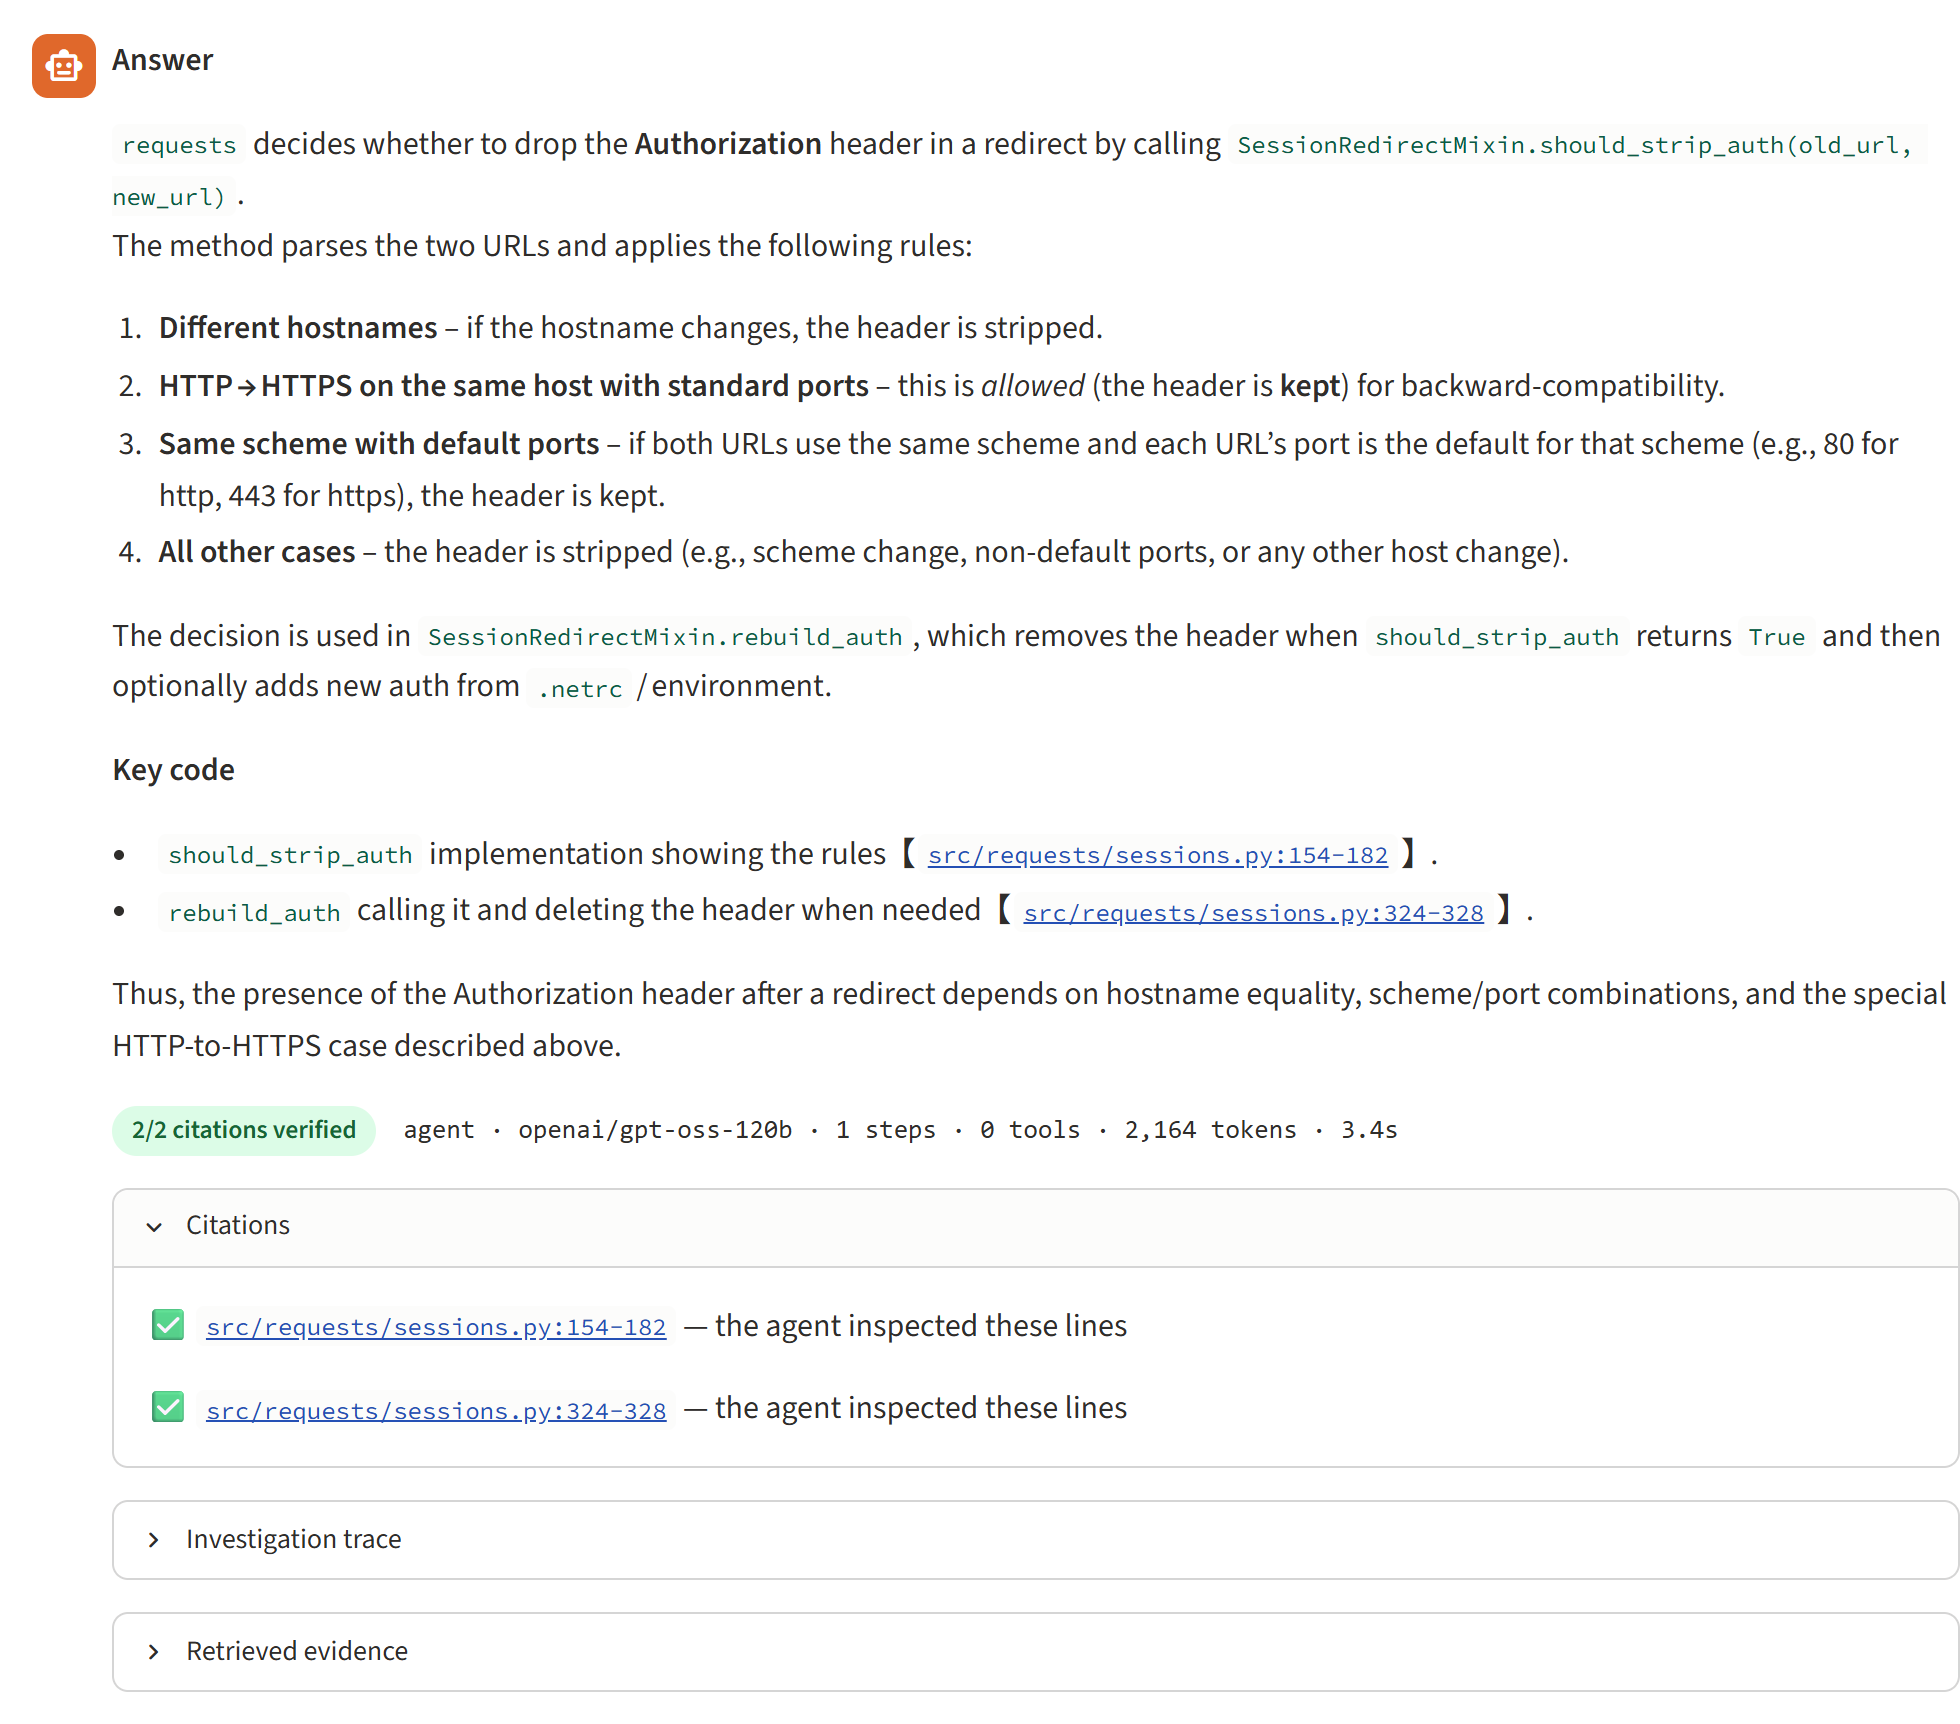 Answer
requests decides whether to drop the Authorization header in a redirect by calling SessionRedirectMixin.should_strip_auth(old_url,
new_url) .
The method parses the two URLs and applies the following rules:
1. Different hostnames – if the hostname changes, the header is stripped.
2. HTTP→HTTPS on the same host with standard ports – this is allowed (the header is kept) for backward-compatibility.
3. Same scheme with default ports – if both URLs use the same scheme and each URL’s port is the default for that scheme (e.g., 80 for
http, 443 for https), the header is kept.
4. All other cases – the header is stripped (e.g., scheme change, non-default ports, or any other host change).
The decision is used in SessionRedirectMixin.rebuild_auth , which removes the header when should_strip_auth returns True and then
optionally adds new auth from .netrc / environment.
Key code
• should_strip_auth implementation showing the rules 【 src/requests/sessions.py:154-182 】.
• rebuild_auth calling it and deleting the header when needed 【 src/requests/sessions.py:324-328 】.
Thus, the presence of the Authorization header after a redirect depends on hostname equality, scheme/port combinations, and the special
HTTP-to-HTTPS case described above.
2/2 citations verified agent · openai/gpt-oss-120b · 1 steps · 0 tools · 2,164 tokens · 3.4s
Citations
✅ src/requests/sessions.py:154-182 — the agent inspected these lines
✅ src/requests/sessions.py:324-328 — the agent inspected these lines
Investigation trace
Retrieved evidence